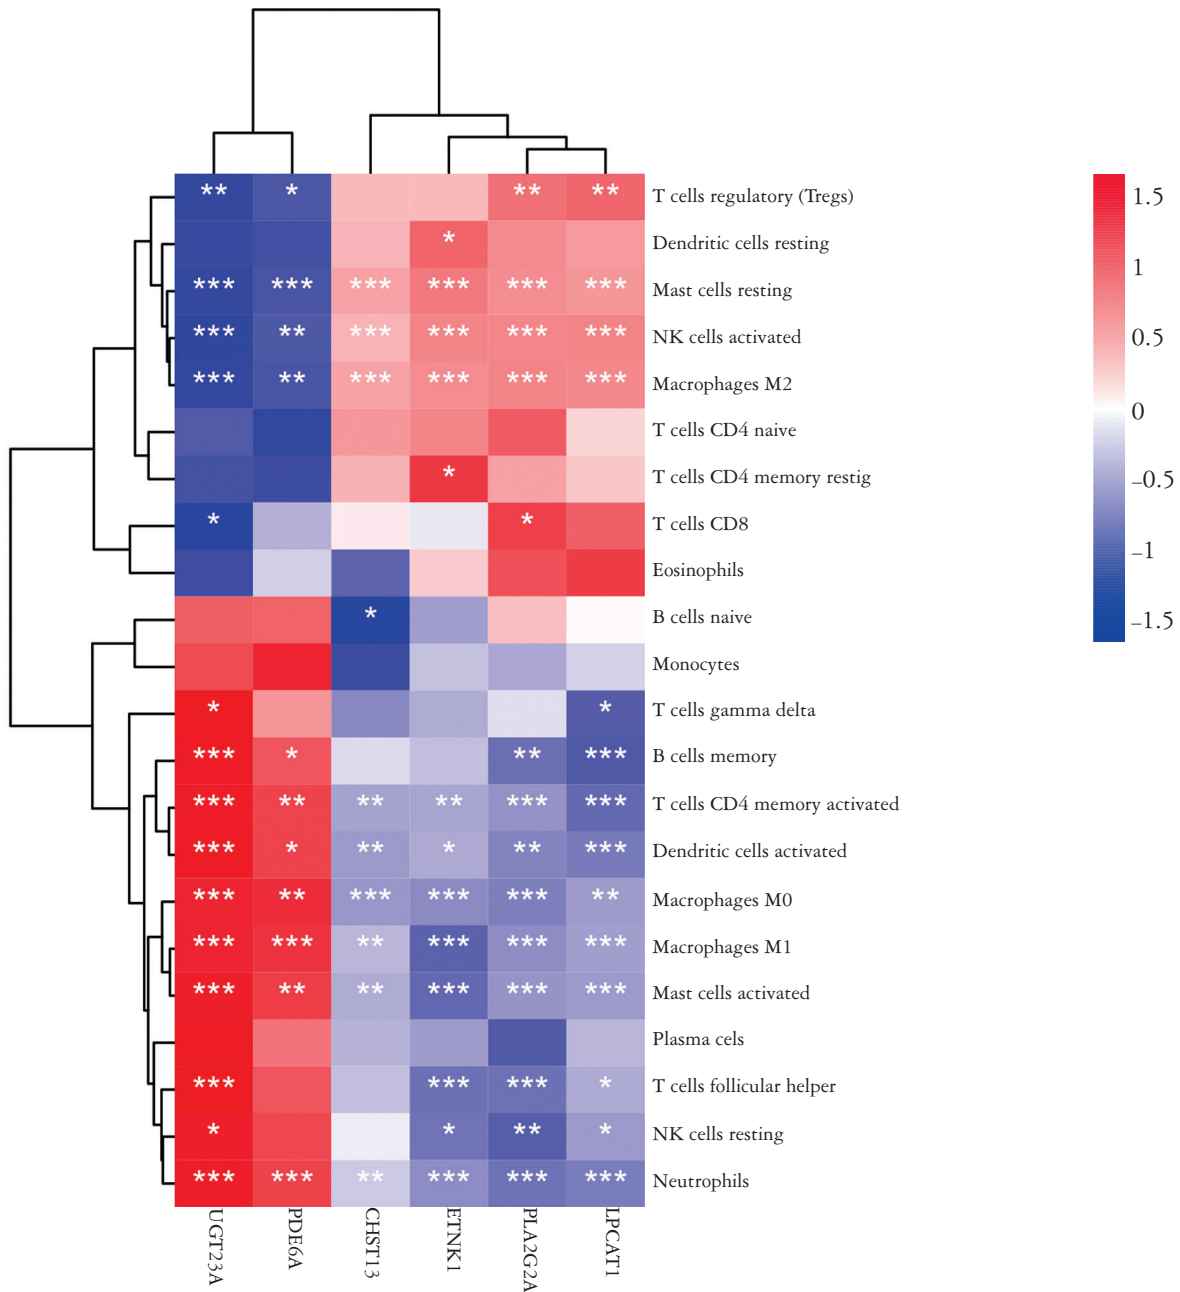 ** * ** ** T cells regulatory (Tregs)
* Dendritic cells resting
*** *** *** *** *** *** Mast cells resting
*** ** *** *** *** *** NK cells activated
*** ** *** *** *** *** Macrophages M2
T cells CD4 naive
* T cells CD4 memory restig
* * T cells CD8
Eosinophils
* B cells naive
Monocytes
* * T cells gamma delta
*** * ** *** B cells memory
*** ** ** ** *** *** T cells CD4 memory activated
*** * ** * ** *** Dendritic cells activated
*** ** *** *** *** ** Macrophages M0
*** *** ** *** *** *** Macrophages M1
*** ** ** *** *** *** Mast cells activated
Plasma cels
*** *** *** * T cells follicular helper
* * ** * NK cells resting
*** *** ** *** *** *** Neutrophils
UGT23A
PDE6A
CHST13
ETNK1
PLA2G2A
LPCAT1
1.5
1
0.5
0
−0.5
−1
−1.5